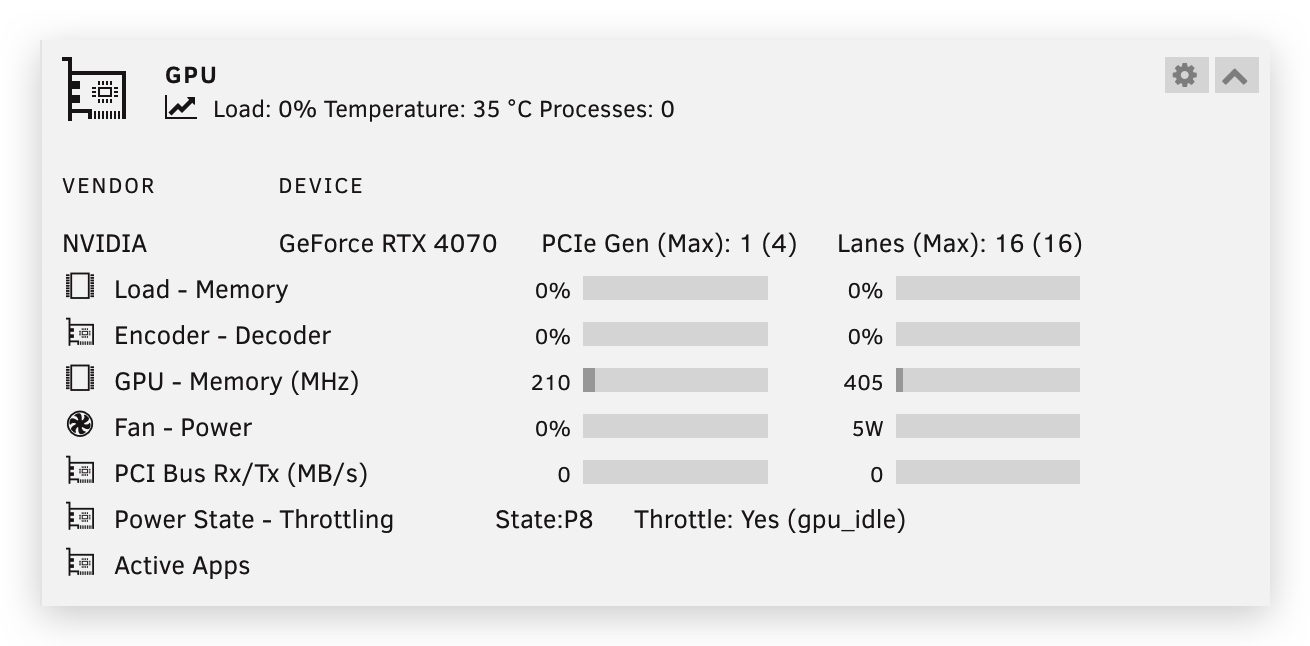 GPU
Load: 0% Temperature: 35 °C Processes: 0
VENDOR DEVICE
NVIDIA GeForce RTX 4070 PCIe Gen (Max): 1 (4) Lanes (Max): 16 (16)
Load - Memory 0% 0%
Encoder - Decoder 0% 0%
GPU - Memory (MHz) 210 405
Fan - Power 0% 5W
PCI Bus Rx/Tx (MB/s) 0 0
Power State - Throttling State:P8 Throttle: Yes (gpu_idle)
Active Apps